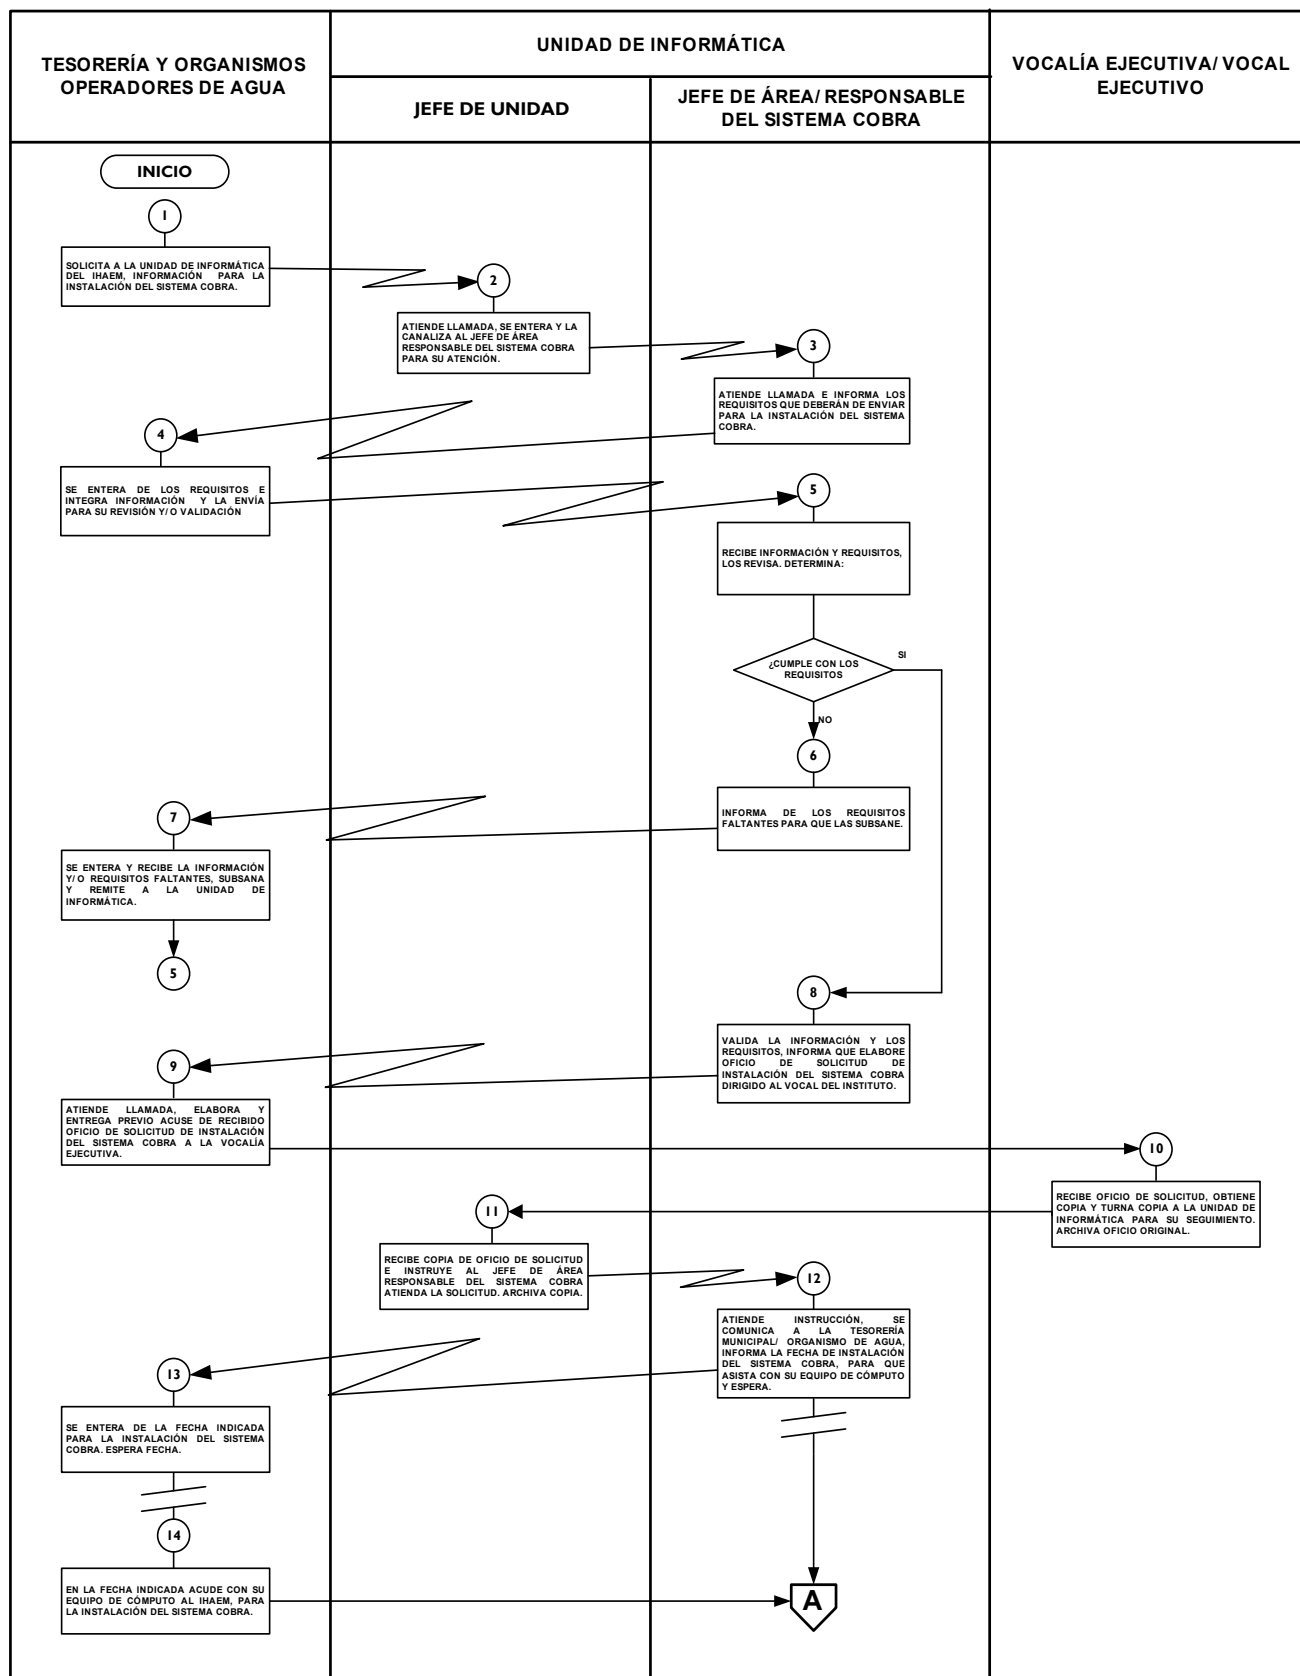 TESORERÍA Y ORGANISMOS
OPERADORES DE AGUA
UNIDAD DE INFORMÁTICA
JEFE DE UNIDAD
JEFE DE ÁREA/ RESPONSABLE
DEL SISTEMA COBRA
VOCALÍA EJECUTIVA/ VOCAL
EJECUTIVO
INICIO
1
SOLICITA A LA UNIDAD DE INFORMÁTICA
DEL IHAEM, INFORMACIÓN PARA LA
INSTALACIÓN DEL SISTEMA COBRA.
2
ATIENDE LLAMADA, SE ENTERA Y LA
CANALIZA AL JEFE DE ÁREA
RESPONSABLE DEL SISTEMA COBRA
PARA SU ATENCIÓN.
3
ATIENDE LLAMADA E INFORMA LOS
REQUISITOS QUE DEBERÁN DE ENVIAR
PARA LA INSTALACIÓN DEL SISTEMA
COBRA.
4
SE ENTERA DE LOS REQUISITOS E
INTEGRA INFORMACIÓN Y LA ENVÍA
PARA SU REVISIÓN Y/ O VALIDACIÓN
5
RECIBE INFORMACIÓN Y REQUISITOS,
LOS REVISA. DETERMINA:
¿CUMPLE CON LOS
REQUISITOS
SI
NO
6
INFORMA DE LOS REQUISITOS
FALTANTES PARA QUE LAS SUBSANE.
7
SE ENTERA Y RECIBE LA INFORMACIÓN
Y/ O REQUISITOS FALTANTES, SUBSANA
Y REMITE A LA UNIDAD DE
INFORMÁTICA.
5
8
VALIDA LA INFORMACIÓN Y LOS
REQUISITOS, INFORMA QUE ELABORE
OFICIO DE SOLICITUD DE
INSTALACIÓN DEL SISTEMA COBRA
DIRIGIDO AL VOCAL DEL INSTITUTO.
9
ATIENDE LLAMADA, ELABORA Y
ENTREGA PREVIO ACUSE DE RECIBIDO
OFICIO DE SOLICITUD DE INSTALACIÓN
DEL SISTEMA COBRA A LA VOCALÍA
EJECUTIVA.
10
RECIBE OFICIO DE SOLICITUD, OBTIENE
COPIA Y TURNA COPIA A LA UNIDAD DE
INFORMÁTICA PARA SU SEGUIMIENTO.
ARCHIVA OFICIO ORIGINAL.
11
RECIBE COPIA DE OFICIO DE SOLICITUD
E INSTRUYE AL JEFE DE ÁREA
RESPONSABLE DEL SISTEMA COBRA
ATIENDA LA SOLICITUD. ARCHIVA COPIA.
12
ATIENDE INSTRUCCIÓN, SE
COMUNICA A LA TESORERÍA
MUNICIPAL/ ORGANISMO DE AGUA,
INFORMA LA FECHA DE INSTALACIÓN
DEL SISTEMA COBRA, PARA QUE
ASISTA CON SU EQUIPO DE CÓMPUTO
Y ESPERA.
13
SE ENTERA DE LA FECHA INDICADA
PARA LA INSTALACIÓN DEL SISTEMA
COBRA. ESPERA FECHA.
14
EN LA FECHA INDICADA ACUDE CON SU
EQUIPO DE CÓMPUTO AL IHAEM, PARA
LA INSTALACIÓN DEL SISTEMA COBRA.
A